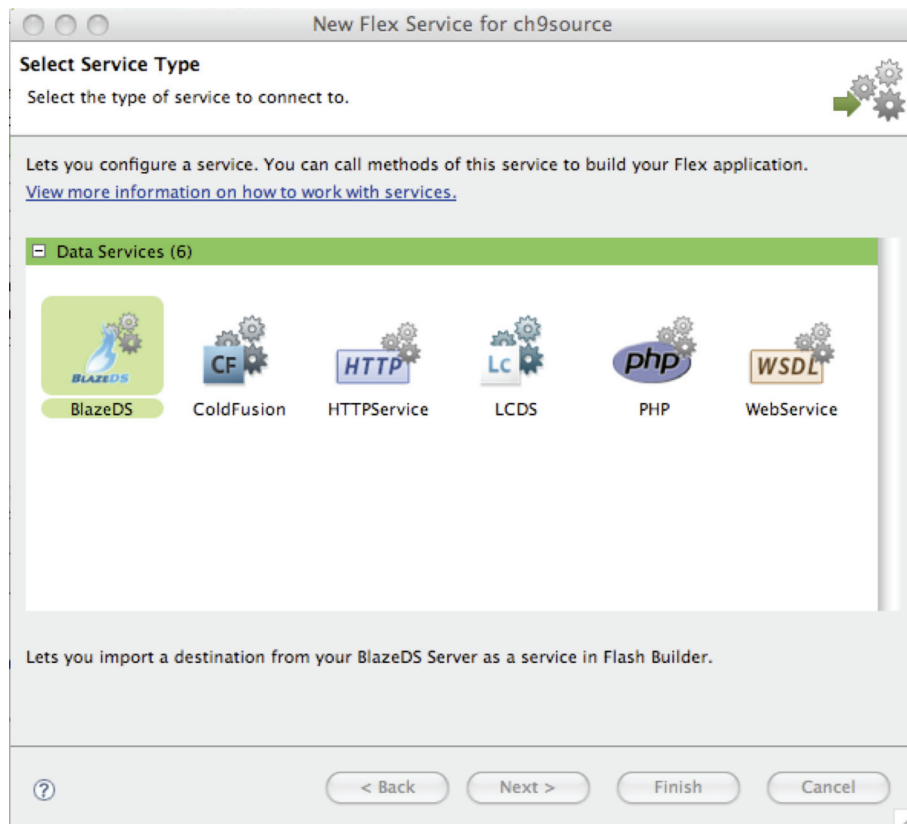 New Flex Service for ch9source
Select Service Type
Select the type of service to connect to.
Lets you configure a service. You can call methods of this service to build your Flex application.
View more information on how to work with services.
Data Services (6)
BLAZEDS CF HTTP Lc php WSDL
BlazeDS ColdFusion HTTPService LCDS PHP WebService
Lets you import a destination from your BlazeDS Server as a service in Flash Builder.
? < Back Next > Finish Cancel